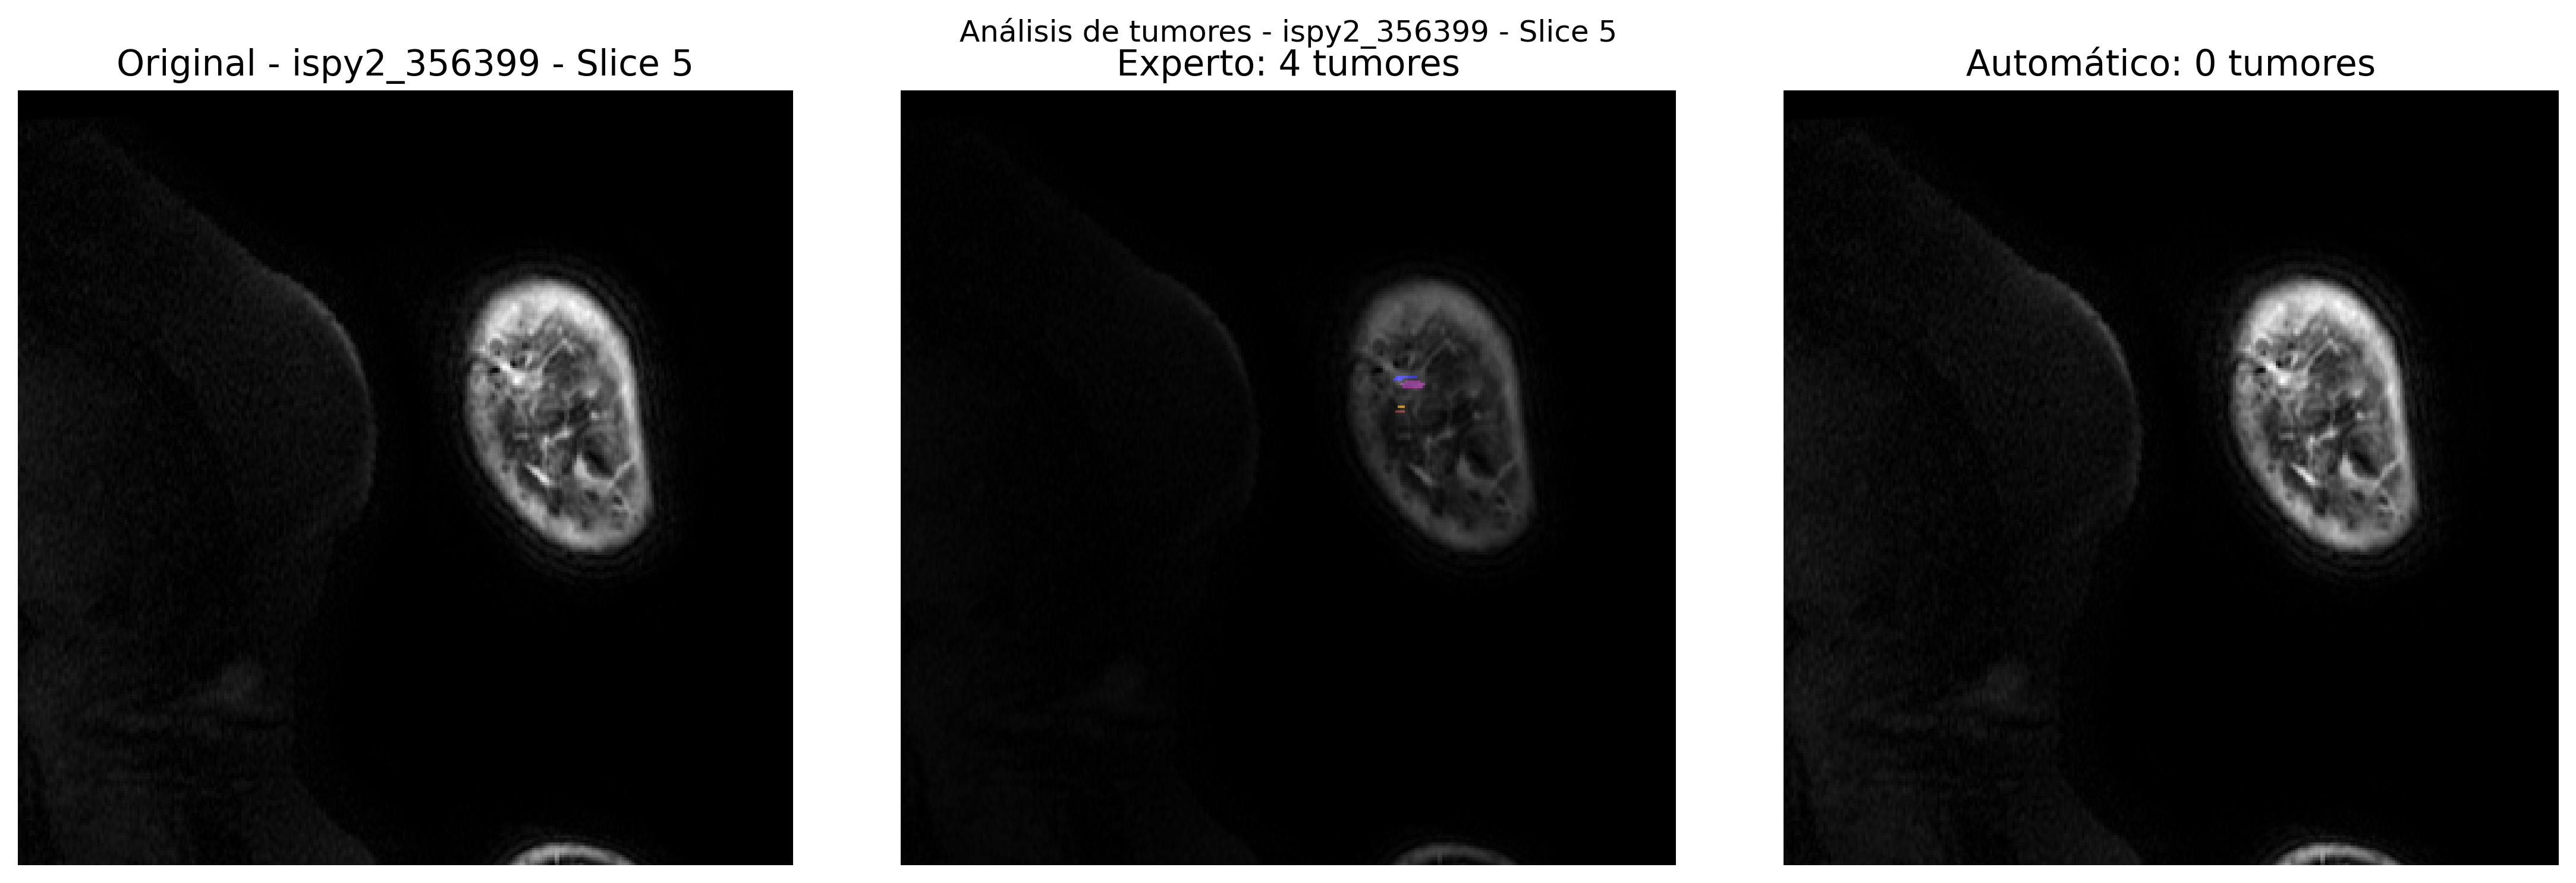 Análisis de tumores - ispy2_356399 - Slice 5
Original - ispy2_356399 - Slice 5
Experto: 4 tumores
Automático: 0 tumores